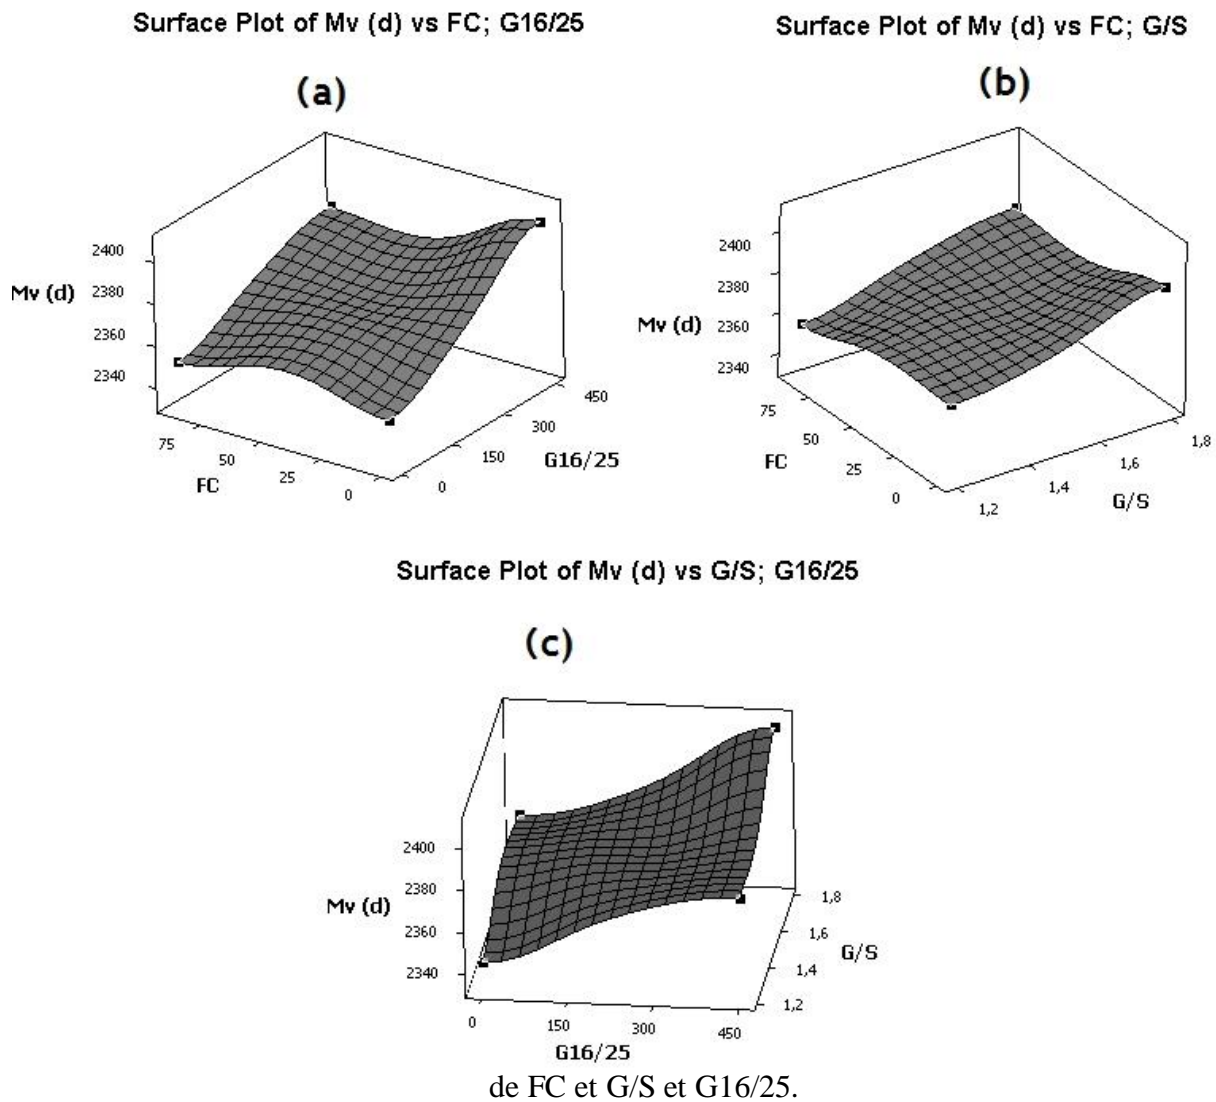 Surface Plot of Mv (d) vs FC; G16/25
(a)
2400
2380
2360
2340
Mv (d)
75
50
25
0
FC
0
150
300
450
G16/25
Surface Plot of Mv (d) vs FC; G/S
(b)
2400
2380
2360
2340
Mv (d)
75
50
25
0
FC
1,2
1,4
1,6
1,8
G/S
Surface Plot of Mv (d) vs G/S; G16/25
(c)
2400
2380
2360
2340
Mv (d)
0
150
300
450
G16/25
1,8
1,6
1,4
1,2
G/S
de FC et G/S et G16/25.